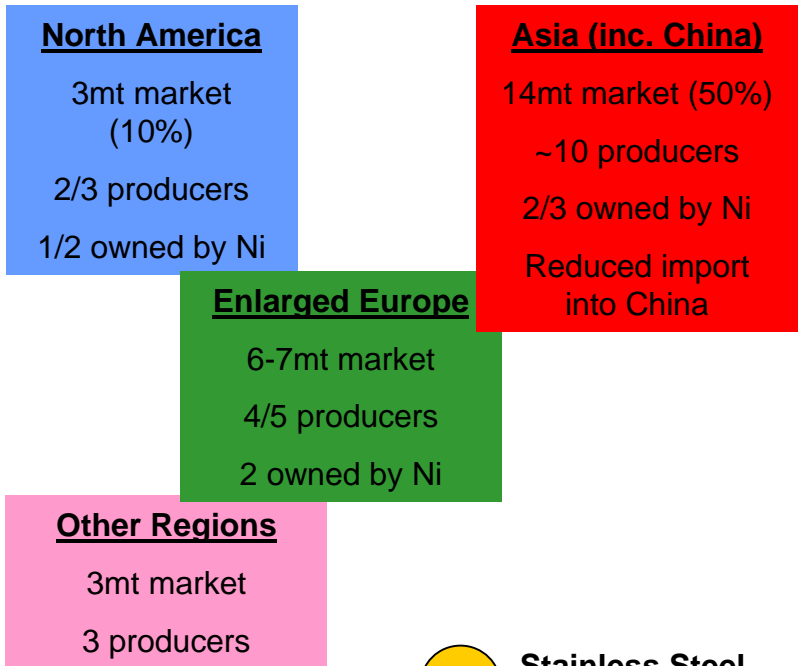 North America
3mt market
(10%)
2/3 producers
1/2 owned by Ni
Asia (inc. China)
14mt market (50%)
~10 producers
2/3 owned by Ni
Reduced import
into China
Enlarged Europe
6-7mt market
4/5 producers
2 owned by Ni
Other Regions
3mt market
3 producers
Stainless Steel